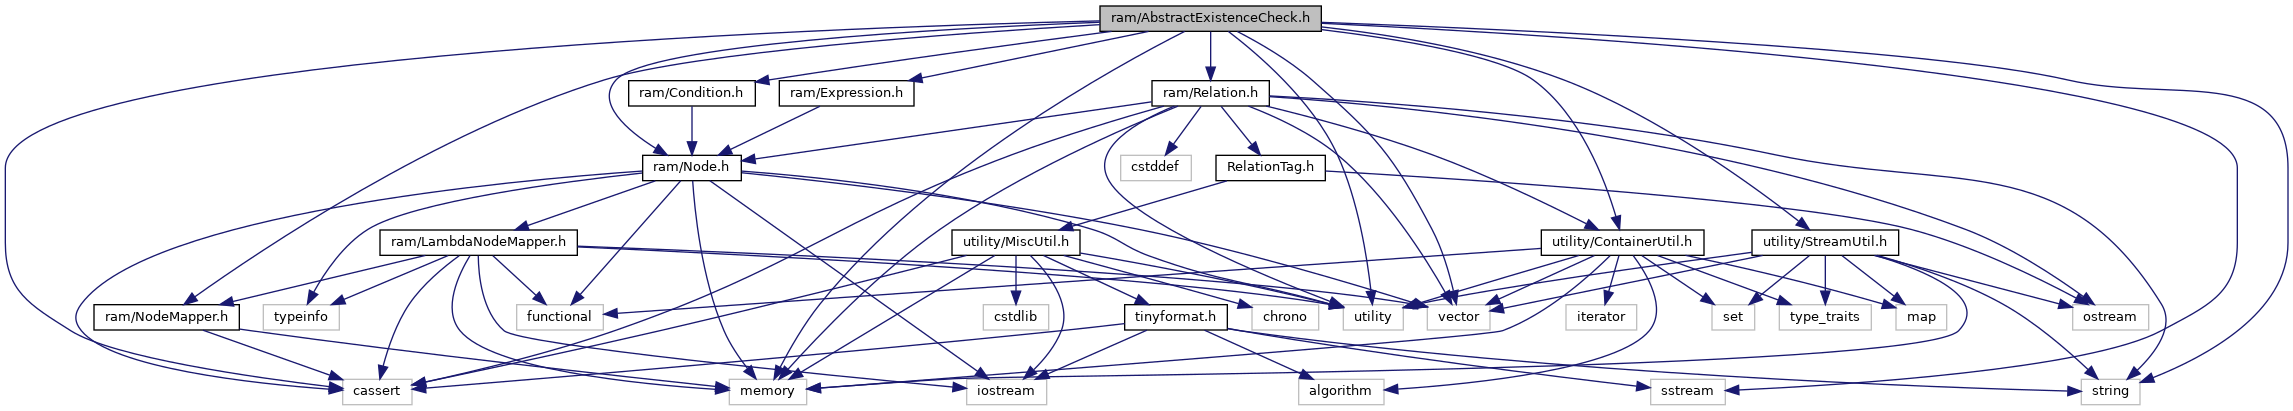 ram/AbstractExistenceCheck.h
ram/Condition.h
ram/Expression.h
ram/Relation.h
ram/Node.h
cstddef
RelationTag.h
ram/LambdaNodeMapper.h
utility/MiscUtil.h
utility/ContainerUtil.h
utility/StreamUtil.h
ram/NodeMapper.h
typeinfo
functional
cstdlib
tinyformat.h
chrono
utility
vector
iterator
set
type_traits
map
ostream
cassert
memory
iostream
algorithm
sstream
string